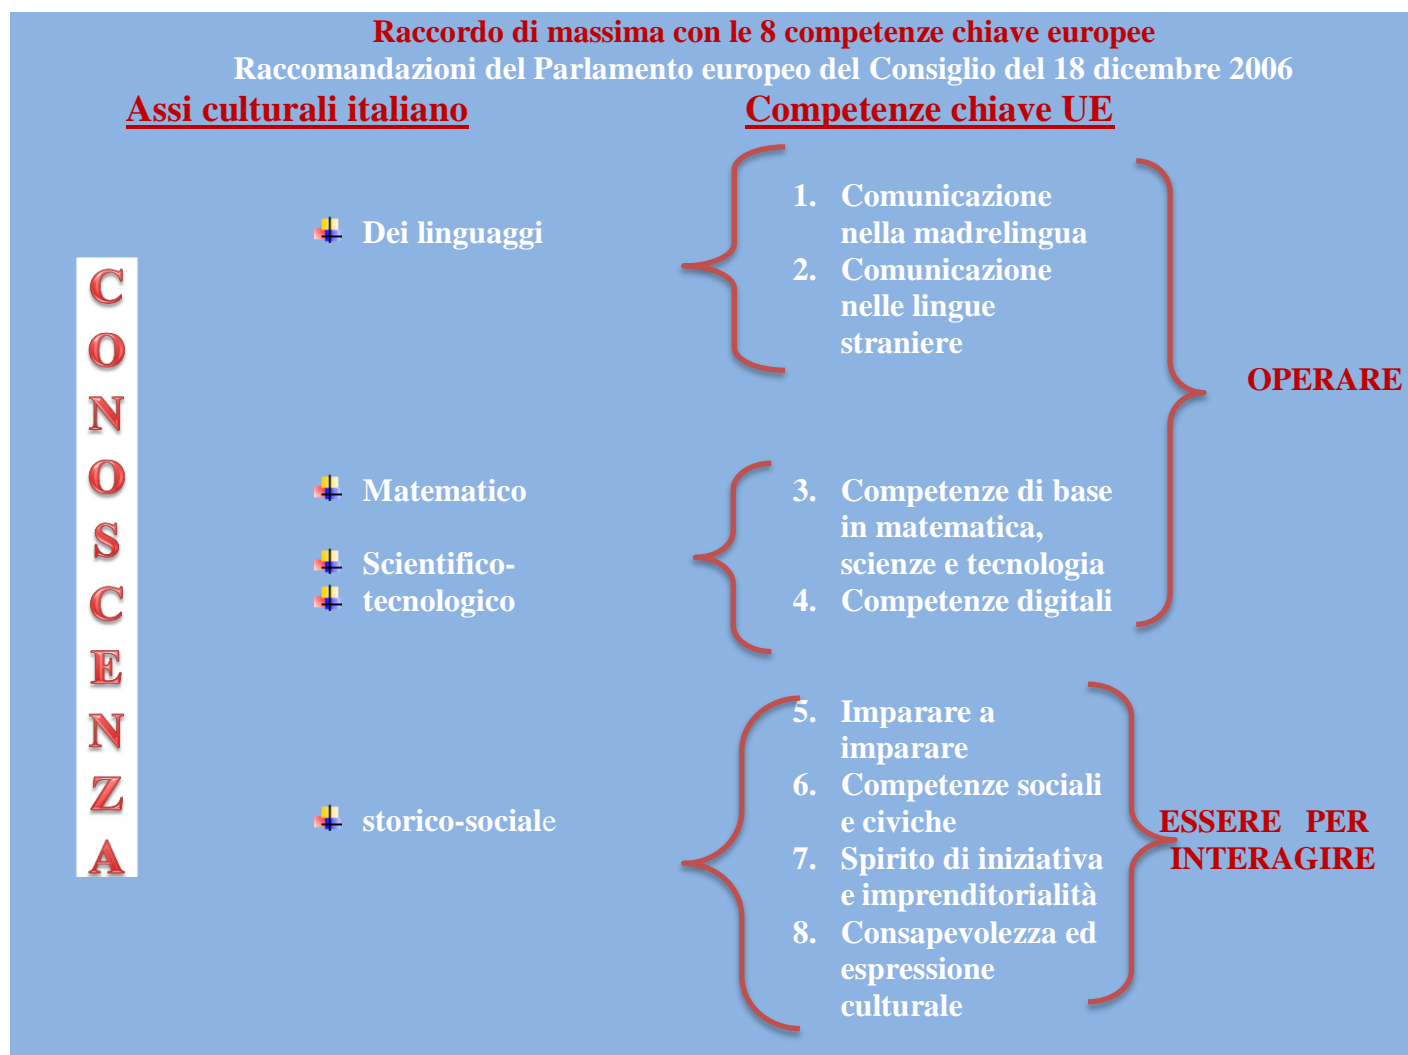 Raccordo di massima con le 8 competenze chiave europee
Raccomandazioni del Parlamento europeo del Consiglio del 18 dicembre 2006
Assi culturali italiano
Competenze chiave UE
CONOSCENZA
Dei linguaggi
1. Comunicazione
nella madrelingua
2. Comunicazione
nelle lingue
straniere
OPERARE
Matematico
Scientifico-
tecnologico
3. Competenze di base
in matematica,
scienze e tecnologia
4. Competenze digitali
storico-sociale
5. Imparare a
imparare
6. Competenze sociali
e civiche
7. Spirito di iniziativa
e imprenditorialità
8. Consapevolezza ed
espressione
culturale
ESSERE PER
INTERAGIRE